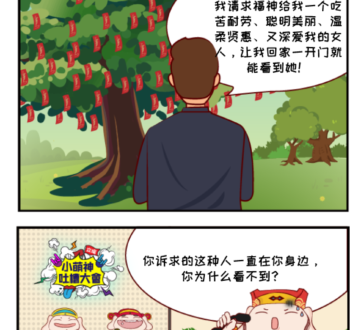 我请求福神给我一个吃
苦耐劳、聪明美丽、温
柔贤惠、又深爱我的女
人，让我回家一开门就
能看到她！
小萌神
吐槽大会
你诉求的这种人一直在你身边，
你为什么看不到？